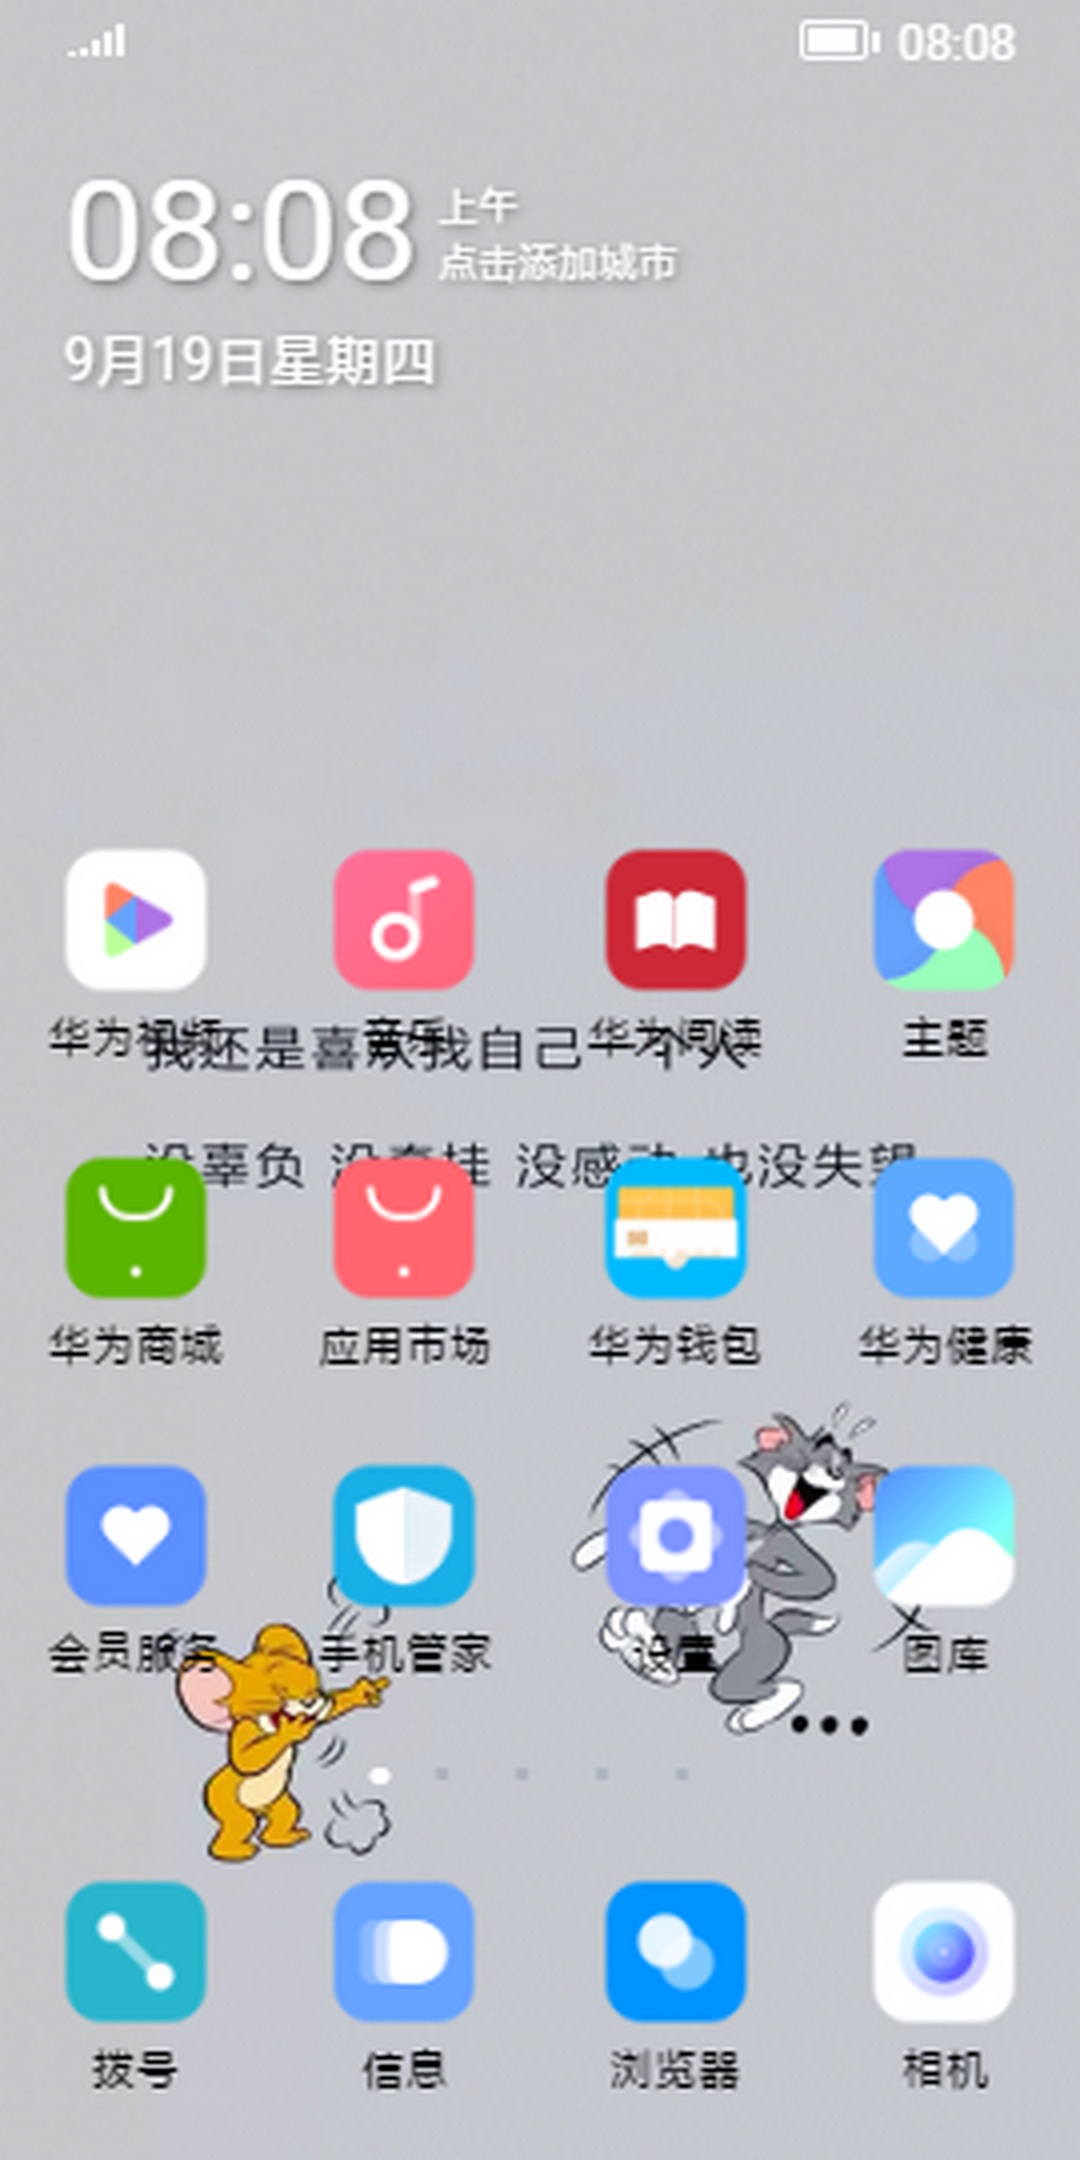 08:08
08:08
上午
点击添加城市
9月19日星期四
华为视频
音乐
华为阅读
主题
我还是喜欢我自己一个人
没辜负 没牵挂 没感动 也没失望
华为商城
应用市场
华为钱包
华为健康
会员服务
手机管家
设置
图库
拨号
信息
浏览器
相机